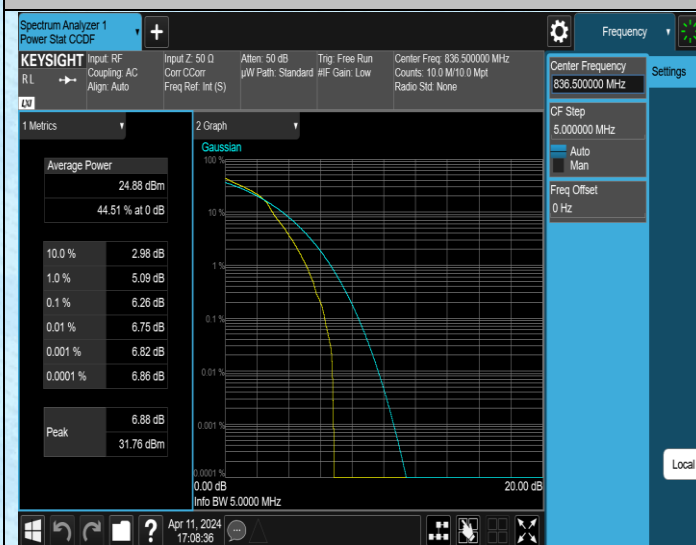 Spectrum Analyzer 1
Power Stat CCDF
Frequency
KEYSIGHT
RL
LXI
Input: RF
Coupling: AC
Align: Auto
Input Z: 50 Ω
Corr CCorr
Freq Ref: Int (S)
Atten: 50 dB
µW Path: Standard
Trig: Free Run
#IF Gain: Low
Center Freq: 836.500000 MHz
Counts: 10.0 M/10.0 Mpt
Radio Std: None
Center Frequency
836.500000 MHz
Settings
CF Step
5.000000 MHz
Auto
Man
Freq Offset
0 Hz
1 Metrics
Average Power
24.88 dBm
44.51 % at 0 dB
10.0 % 2.98 dB
1.0 % 5.09 dB
0.1 % 6.26 dB
0.01 % 6.75 dB
0.001 % 6.82 dB
0.0001 % 6.86 dB
Peak
6.88 dB
31.76 dBm
2 Graph
Gaussian
100 %
10 %
1 %
0.1 %
0.01 %
0.001 %
0.0001 %
0.00 dB 20.00 dB
Info BW 5.0000 MHz
Local
?
Apr 11, 2024
17:08:36